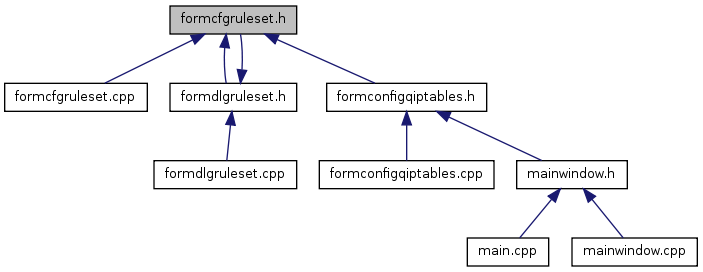 formcfgruleset.h
formcfgruleset.cpp
formdlgruleset.h
formconfigqiptables.h
formdlgruleset.cpp
formconfigqiptables.cpp
mainwindow.h
main.cpp
mainwindow.cpp